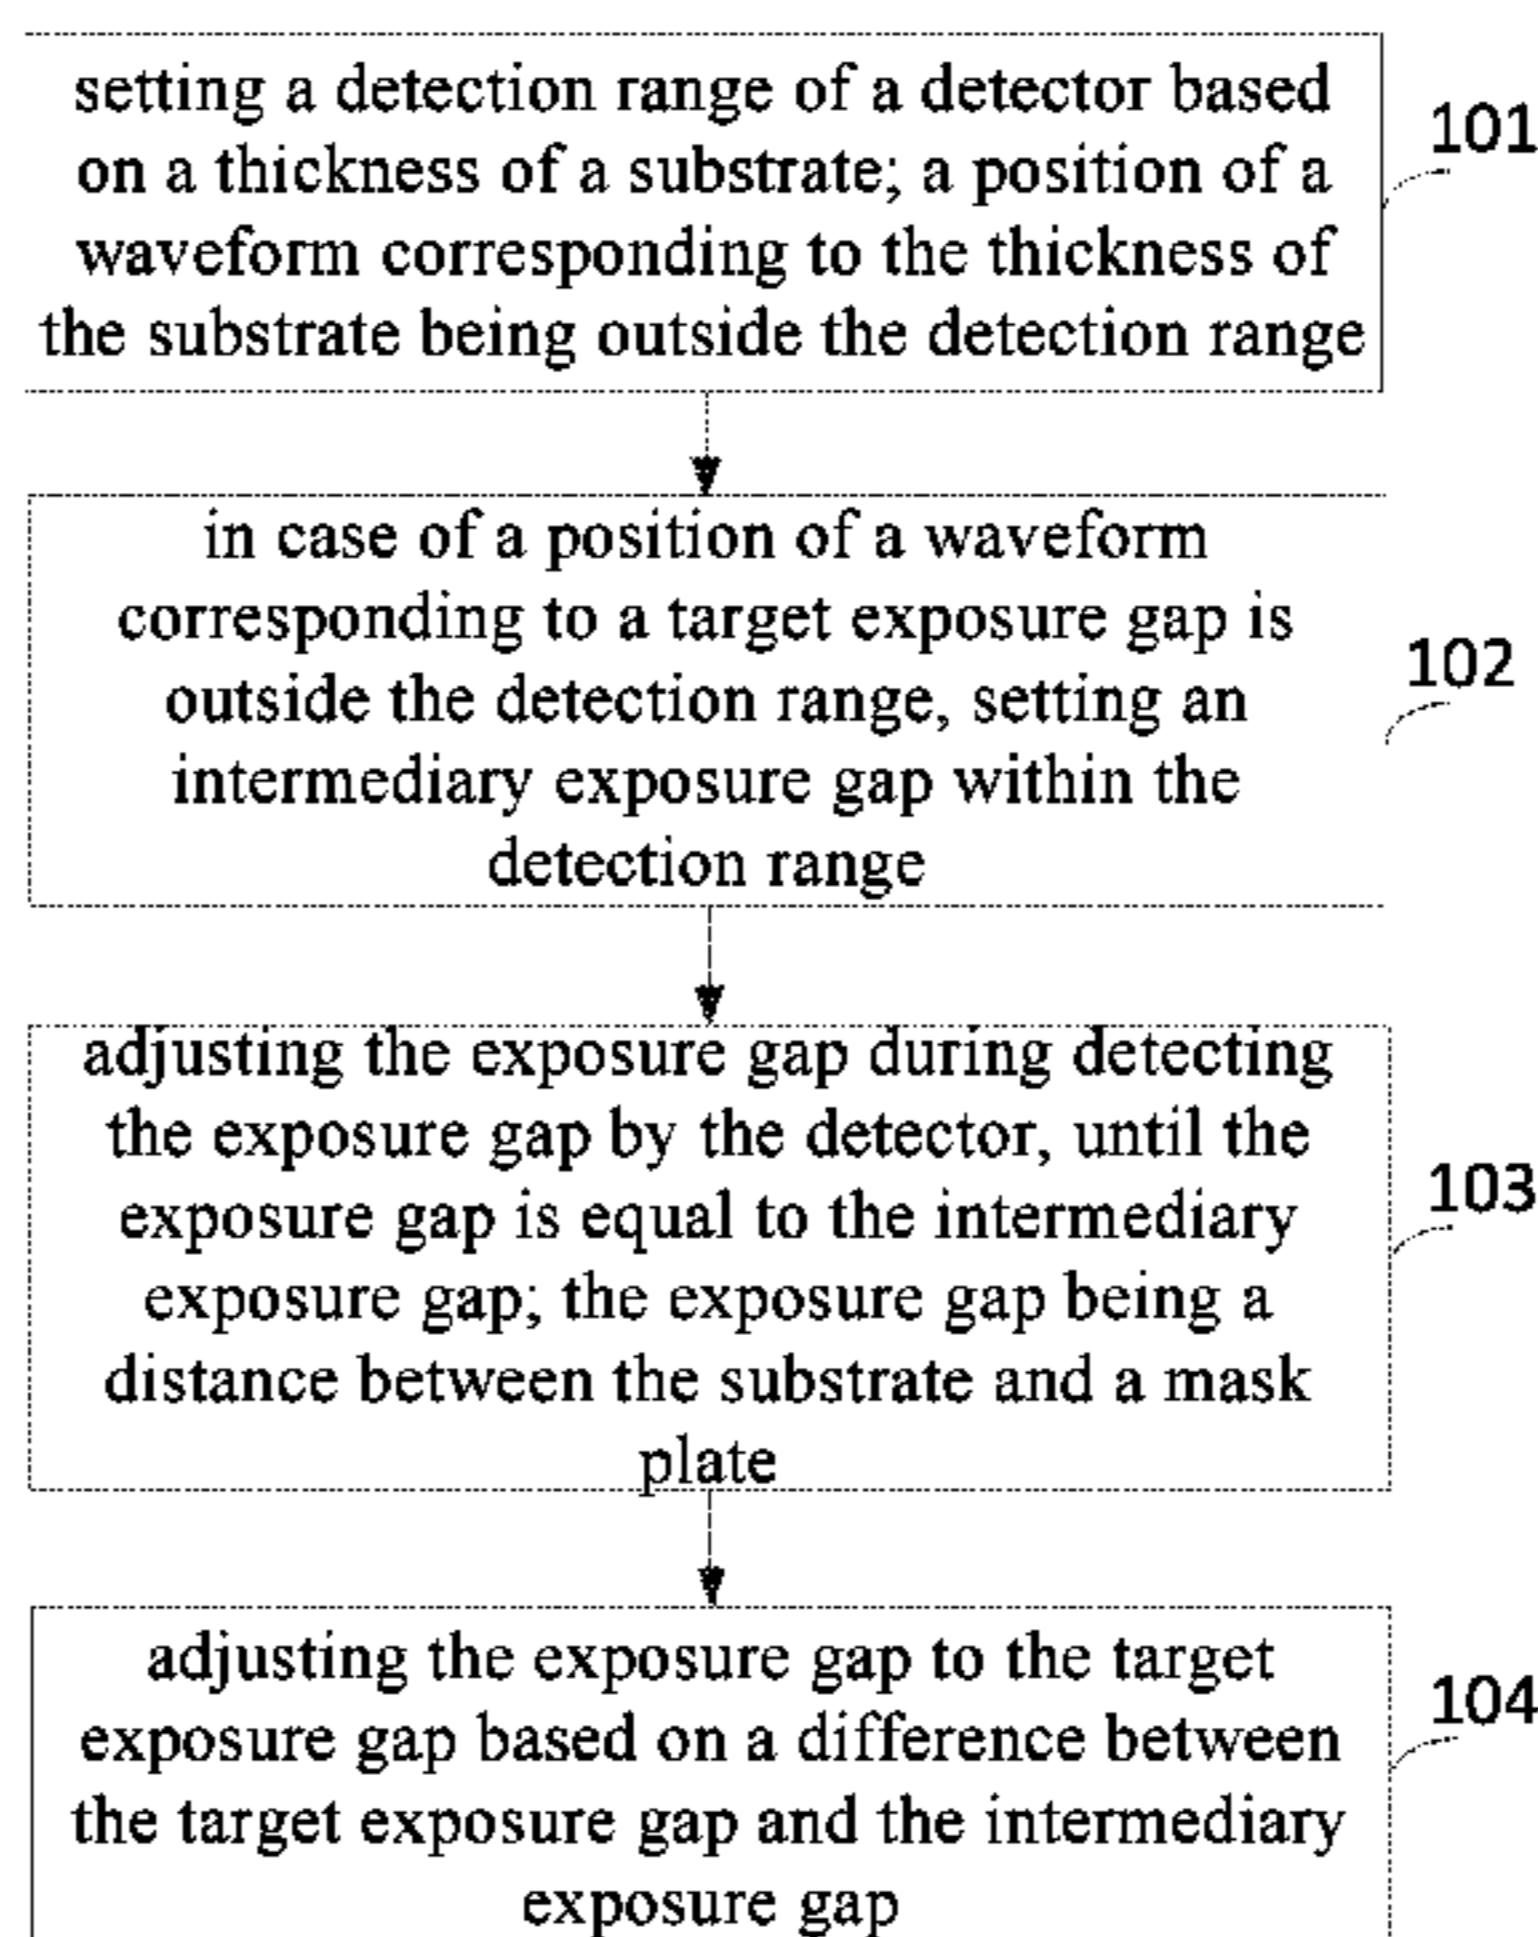 setting a detection range of a detector based
on a thickness of a substrate; a position of a
waveform corresponding to the thickness of
the substrate being outside the detection range
101
in case of a position of a waveform
corresponding to a target exposure gap is
outside the detection range, setting an
intermediary exposure gap within the
detection range
102
adjusting the exposure gap during detecting
the exposure gap by the detector, until the
exposure gap is equal to the intermediary
exposure gap; the exposure gap being a
distance between the substrate and a mask
plate
103
adjusting the exposure gap to the target
exposure gap based on a difference between
the target exposure gap and the intermediary
exposure gap
104